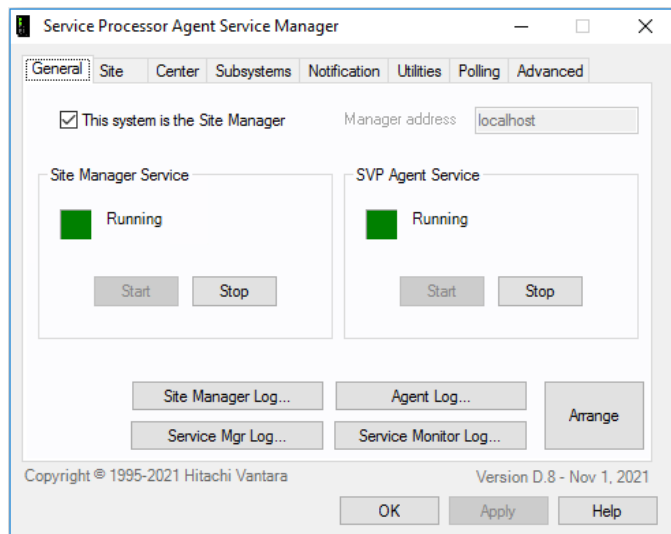 Service Processor Agent Service Manager
General Site Center Subsystems Notification Utilities Polling Advanced
This system is the Site Manager Manager address localhost
Site Manager Service SVP Agent Service
Running Running
Start Stop Start Stop
Site Manager Log... Agent Log... Arrange
Service Mgr Log... Service Monitor Log...
Copyright © 1995-2021 Hitachi Vantara Version D.8 - Nov 1, 2021
OK Apply Help